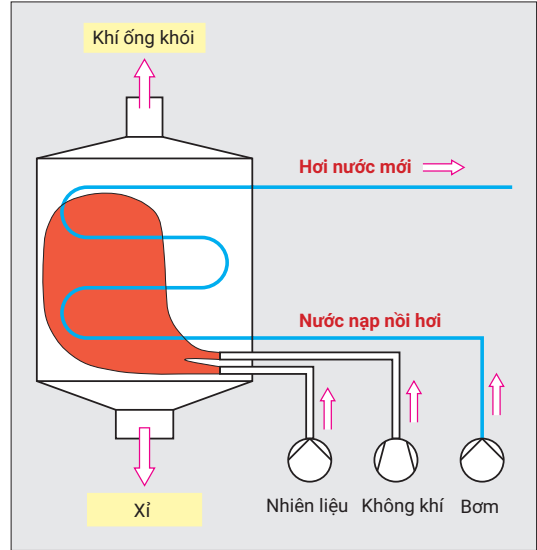 Khí ống khói
Hơi nước mới
Nước nạp nồi hơi
Nhiên liệu Không khí Bơm
Xỉ